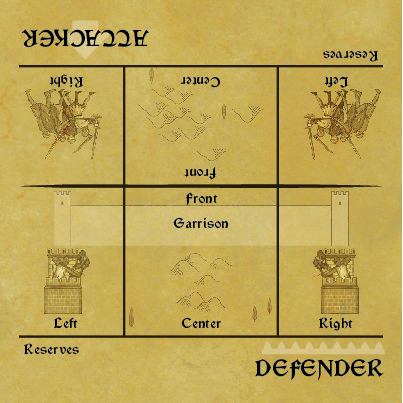 ATTACKER
Reserves
Right Center Left
Front
Front
Garrison
Left Center Right
Reserves
DEFENDER